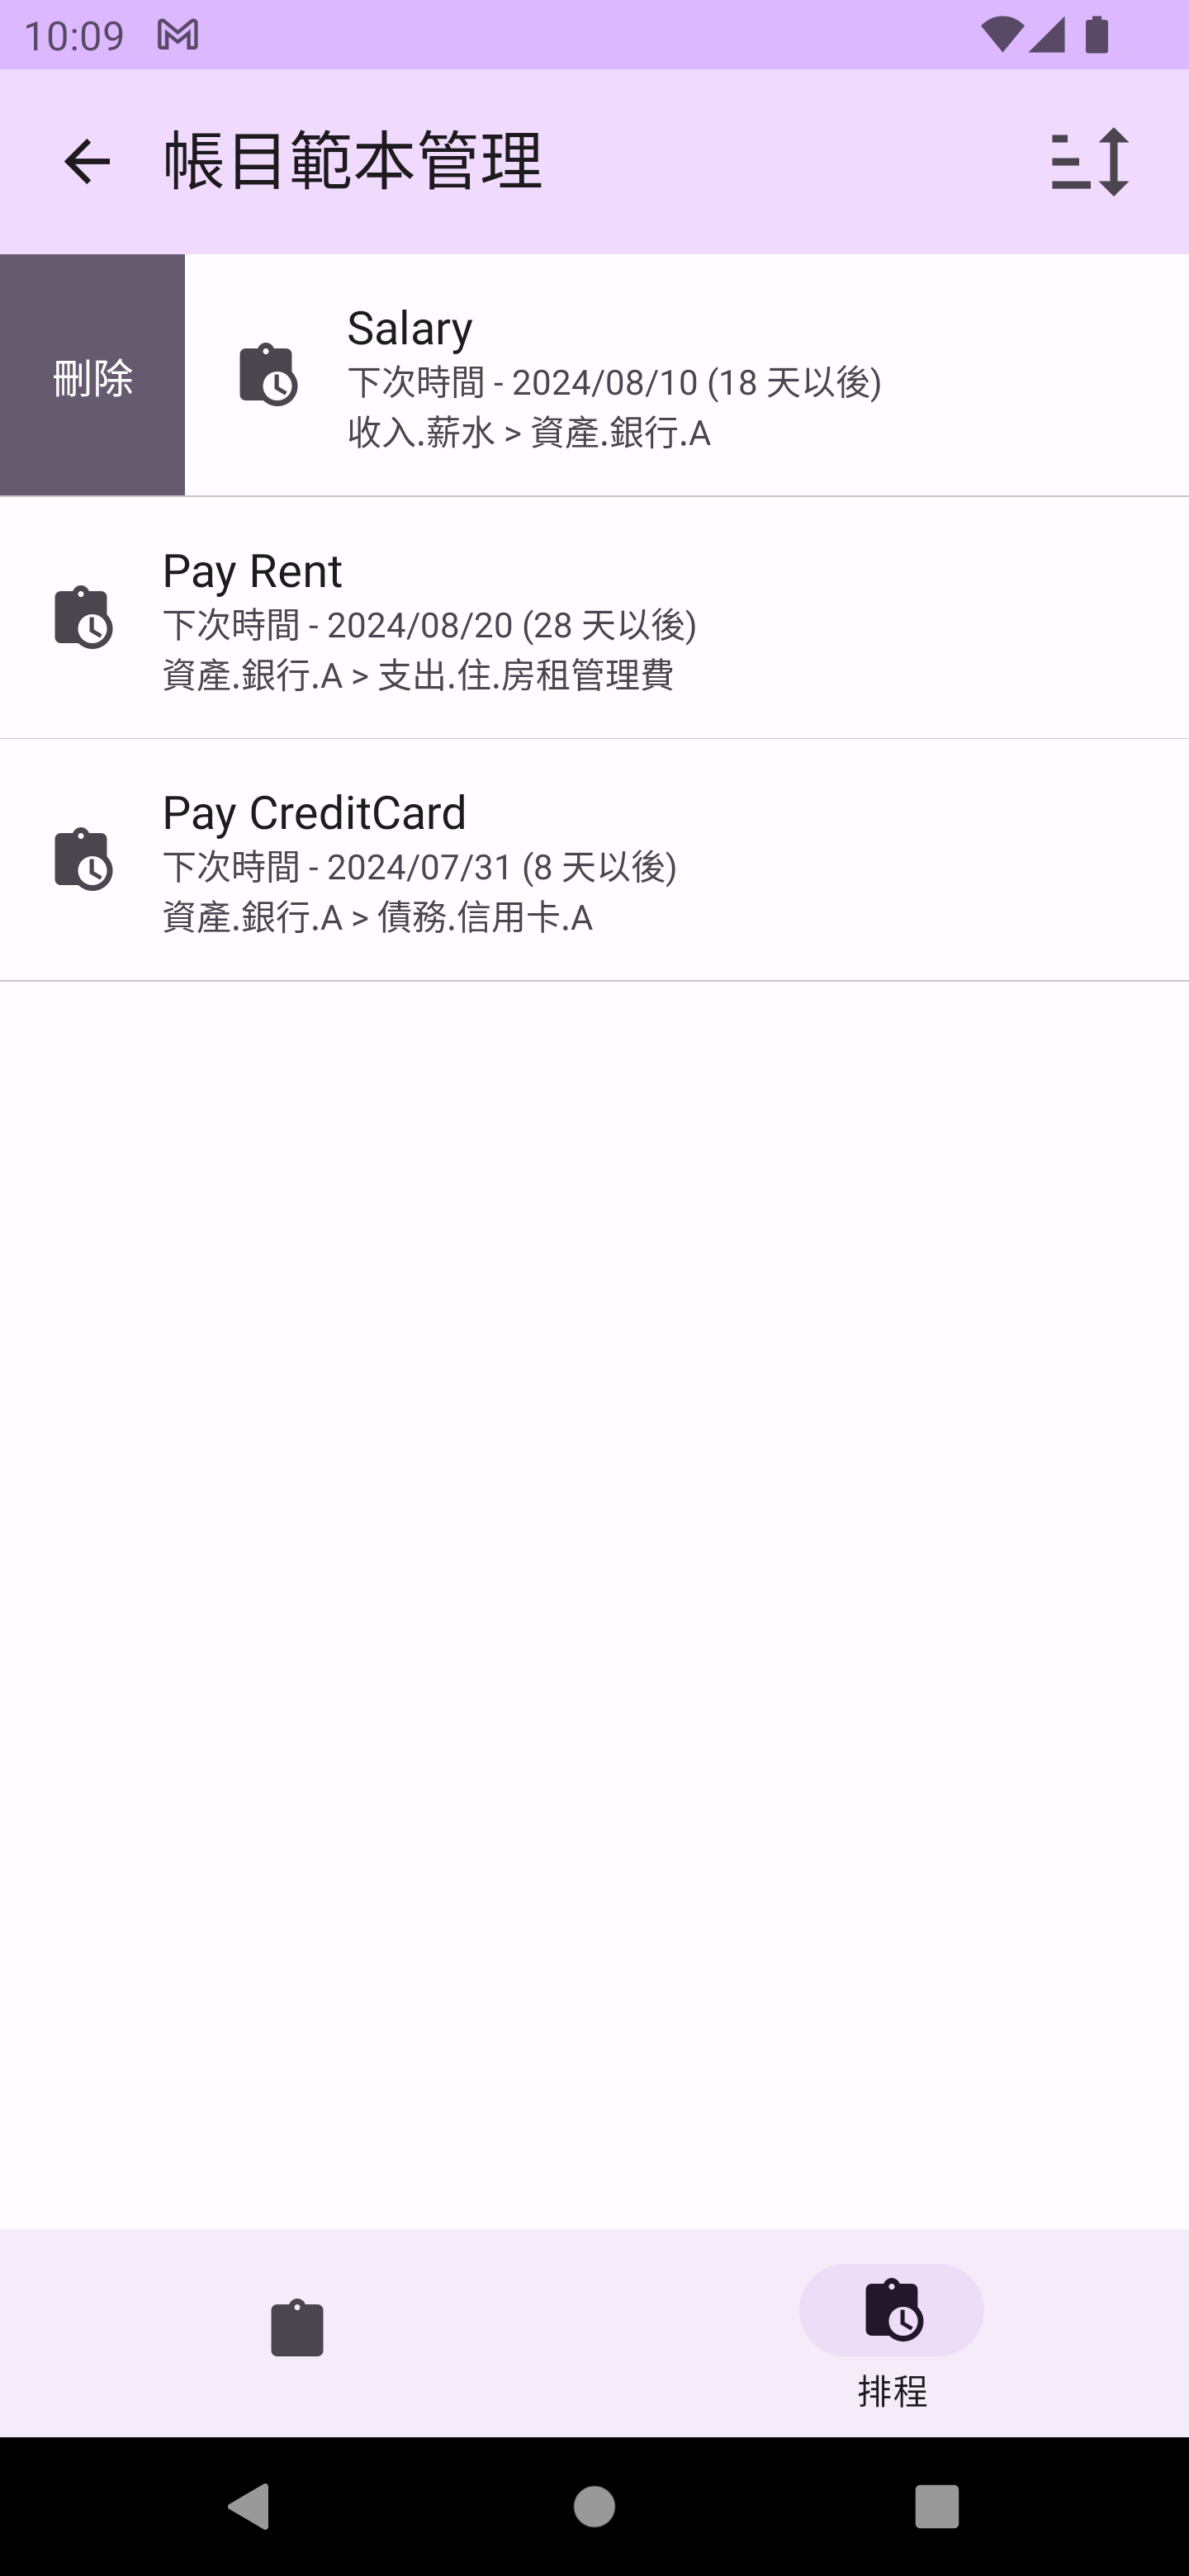 10:09
帳目範本管理
刪除
Salary
下次時間 - 2024/08/10 (18 天以後)
收入.薪水 > 資產.銀行.A
Pay Rent
下次時間 - 2024/08/20 (28 天以後)
資產.銀行.A > 支出.住.房租管理費
Pay CreditCard
下次時間 - 2024/07/31 (8 天以後)
資產.銀行.A > 債務.信用卡.A
排程